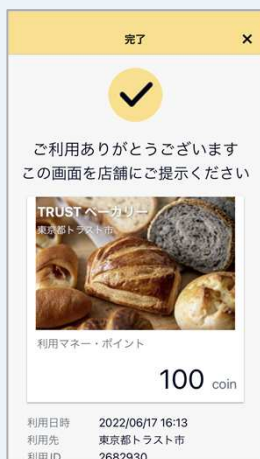 完了 ×
ご利用ありがとうございます
この画面を店舗にご提示ください
TRUST ベーカリー
東京都トラスト市
利用マネー・ポイント
100 coin
利用日時 2022/06/17 16:13
利用先 東京都トラスト市
利用ID 2682930